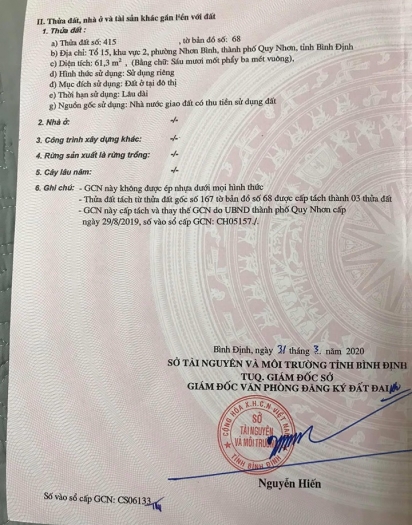 II. Thửa đất, nhà ở và tài sản khác gắn liền với đất
1. Thửa đất:
a) Thửa đất số: 415 , tờ bản đồ số: 68
b) Địa chỉ: Tổ 15, khu vực 2, phường Nhơn Bình, thành phố Quy Nhơn, tỉnh Bình Định
c) Diện tích: 61,3 m², (Bằng chữ: Sáu mươi mốt phẩy ba mét vuông),
d) Hình thức sử dụng: Sử dụng riêng
đ) Mục đích sử dụng: Đất ở tại đô thị
e) Thời hạn sử dụng: Lâu dài
g) Nguồn gốc sử dụng: Nhà nước giao đất có thu tiền sử dụng đất
2. Nhà ở: -/-
3. Công trình xây dựng khác: -/-
4. Rừng sản xuất là rừng trồng: -/-
5. Cây lâu năm: -/-
6. Ghi chú: - GCN này không được ép nhựa dưới mọi hình thức
- Thửa đất tách từ thửa đất gốc số 167 tờ bản đồ số 68 được cấp tách thành 03 thửa đất
- GCN này cấp tách và thay thế GCN do UBND thành phố Quy Nhơn cấp
ngày 29/8/2019, số vào sổ cấp GCN: CH05157./.
Bình Định, ngày 31 tháng 3. năm 2020
SỞ TÀI NGUYÊN VÀ MÔI TRƯỜNG TỈNH BÌNH ĐỊNH
TUQ. GIÁM ĐỐC SỞ
GIÁM ĐỐC VĂN PHÒNG ĐĂNG KÝ ĐẤT ĐAI
CỘNG HÒA X.H.C.N VIỆT NAM
SỞ
TÀI NGUYÊN
VÀ MÔI TRƯỜNG
TỈNH BÌNH ĐỊNH
Nguyễn Hiến
Số vào sổ cấp GCN: CS06133